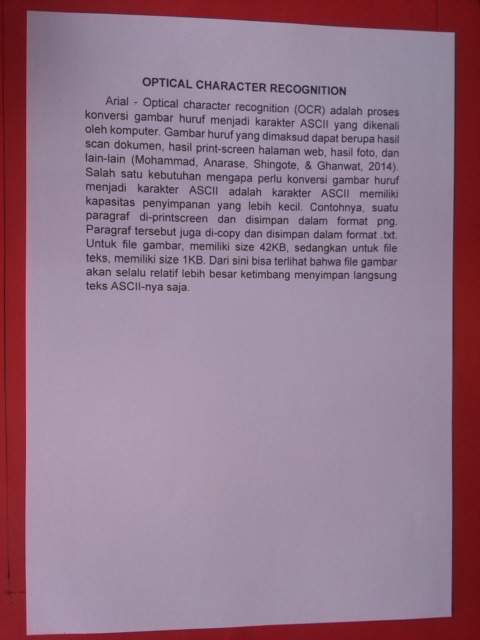 OPTICAL CHARACTER RECOGNITION
Arial - Optical character recognition (OCR) adalah proses
konversi gambar huruf menjadi karakter ASCII yang dikenali
oleh komputer. Gambar huruf yang dimaksud dapat berupa hasil
scan dokumen, hasil print-screen halaman web, hasil foto, dan
lain-lain (Mohammad, Anarase, Shingote, & Ghanwat, 2014).
Salah satu kebutuhan mengapa perlu konversi gambar huruf
menjadi karakter ASCII adalah karakter ASCII memiliki
kapasitas penyimpanan yang lebih kecil. Contohnya, suatu
paragraf di-printscreen dan disimpan dalam format png.
Paragraf tersebut juga di-copy dan disimpan dalam format .txt.
Untuk file gambar, memiliki size 42KB, sedangkan untuk file
teks, memiliki size 1KB. Dari sini bisa terlihat bahwa file gambar
akan selalu relatif lebih besar ketimbang menyimpan langsung
teks ASCII-nya saja.